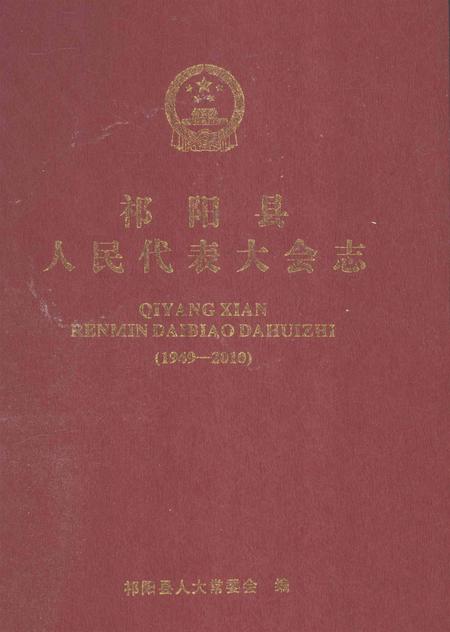 祁阳县
人民代表大会志
QIYANG XIAN
RENMIN DAIBIAO DAHUIZHI
(1949—2010)
祁阳县人大常委会 编